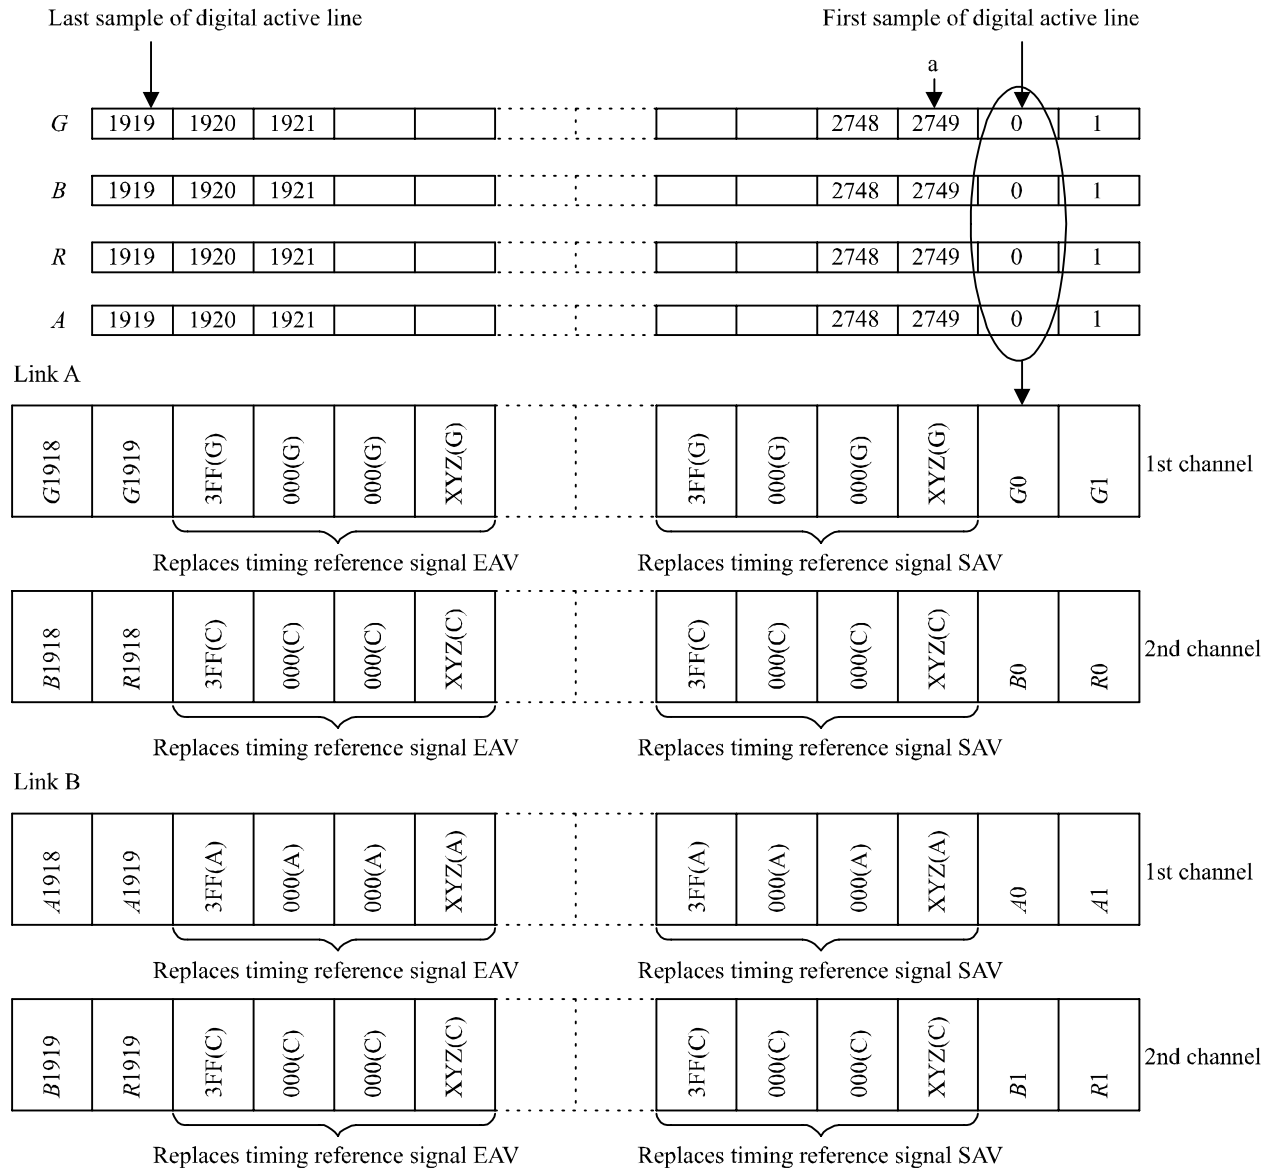 Last sample of digital active line
First sample of digital active line
a
G 1919 1920 1921 2748 2749 0 1
B 1919 1920 1921 2748 2749 0 1
R 1919 1920 1921 2748 2749 0 1
A 1919 1920 1921 2748 2749 0 1
Link A
G1918 G1919 3FF(G) 000(G) 000(G) XYZ(G) 3FF(G) 000(G) 000(G) XYZ(G) G0 G1 1st channel
Replaces timing reference signal EAV Replaces timing reference signal SAV
B1918 R1918 3FF(C) 000(C) 000(C) XYZ(C) 3FF(C) 000(C) 000(C) XYZ(C) B0 R0 2nd channel
Replaces timing reference signal EAV Replaces timing reference signal SAV
Link B
A1918 A1919 3FF(A) 000(A) 000(A) XYZ(A) 3FF(A) 000(A) 000(A) XYZ(A) A0 A1 1st channel
Replaces timing reference signal EAV Replaces timing reference signal SAV
B1919 R1919 3FF(C) 000(C) 000(C) XYZ(C) 3FF(C) 000(C) 000(C) XYZ(C) B1 R1 2nd channel
Replaces timing reference signal EAV Replaces timing reference signal SAV